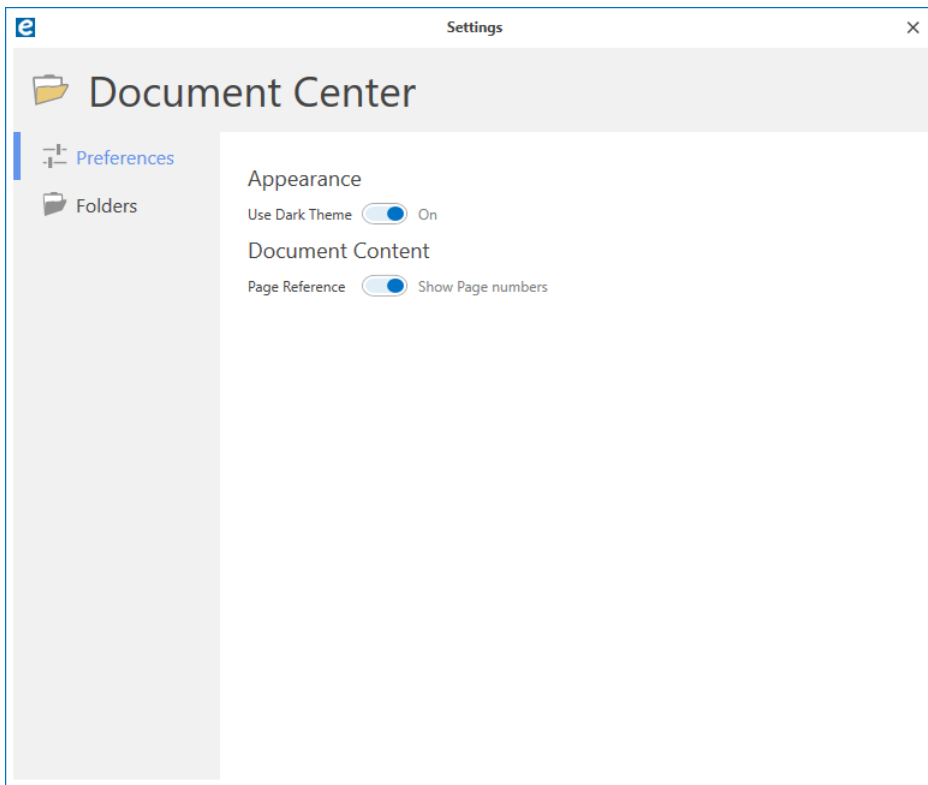 Settings
Document Center
Preferences
Folders
Appearance
Use Dark Theme On
Document Content
Page Reference Show Page numbers